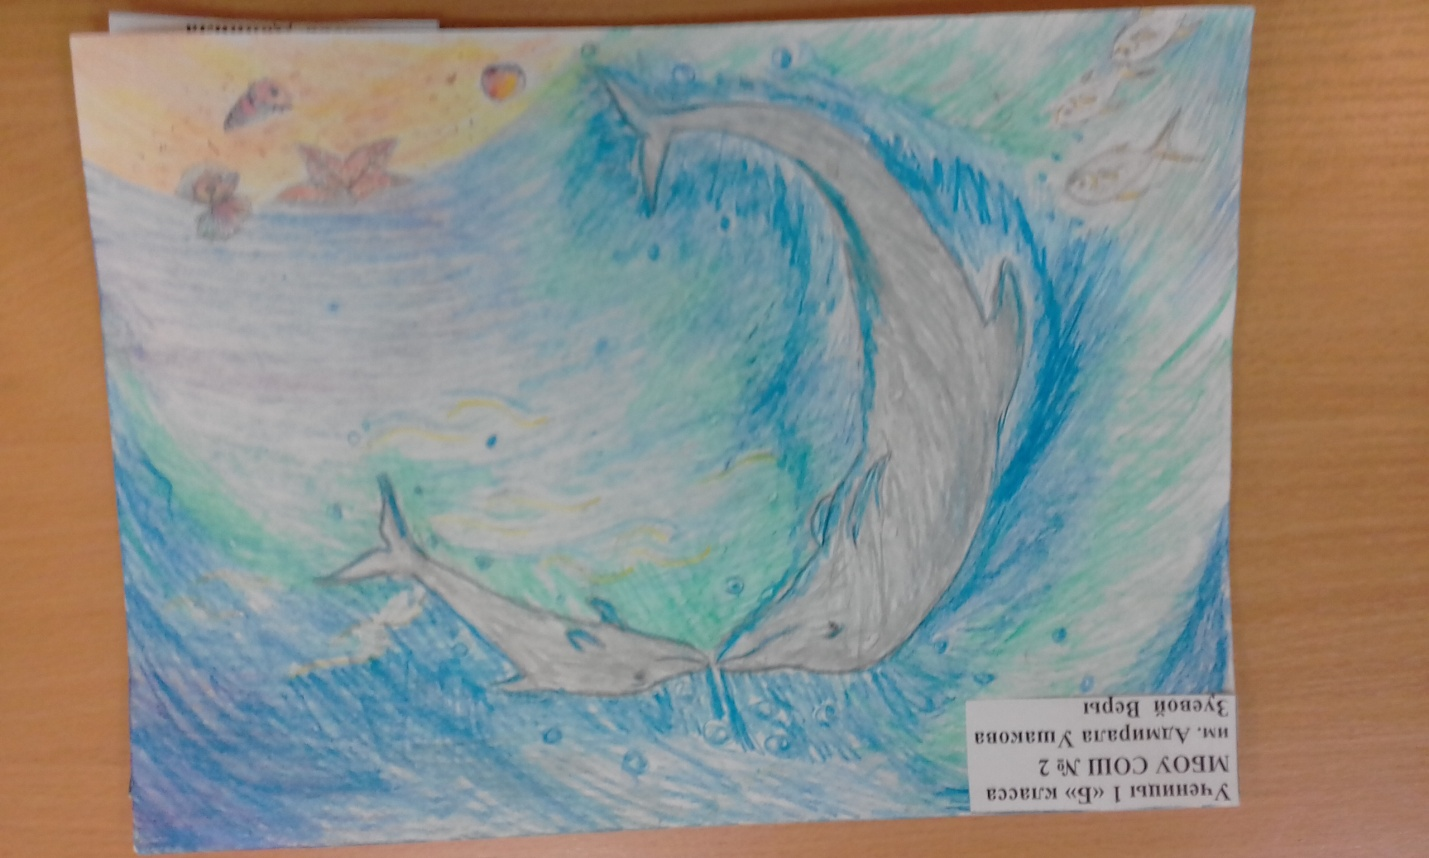 Ученицы 1 «Б» класса
МБОУ СОШ № 2
им. Адмирала Ушакова
Зуевой Веры